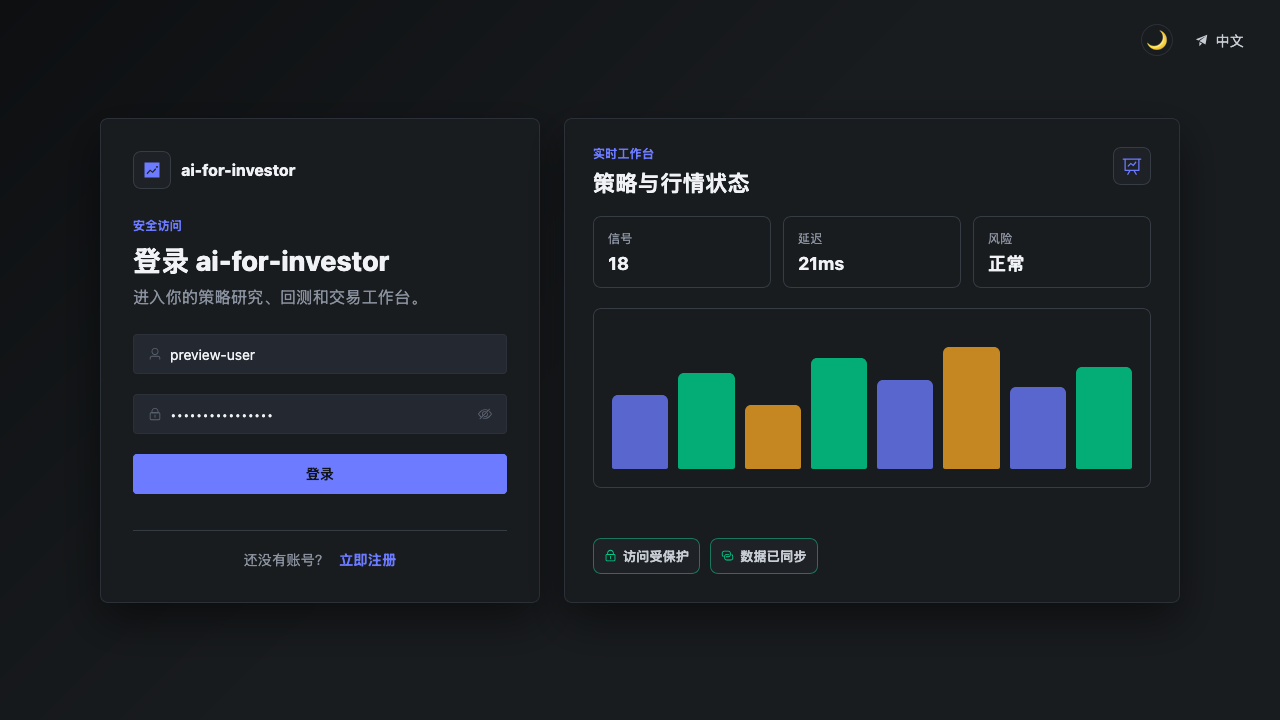 中文
ai-for-investor
安全访问
登录 ai-for-investor
进入你的策略研究、回测和交易工作台。
preview-user
••••••••••••••••
登录
还没有账号? 立即注册
实时工作台
策略与行情状态
信号
18
延迟
21ms
风险
正常
访问受保护
数据已同步